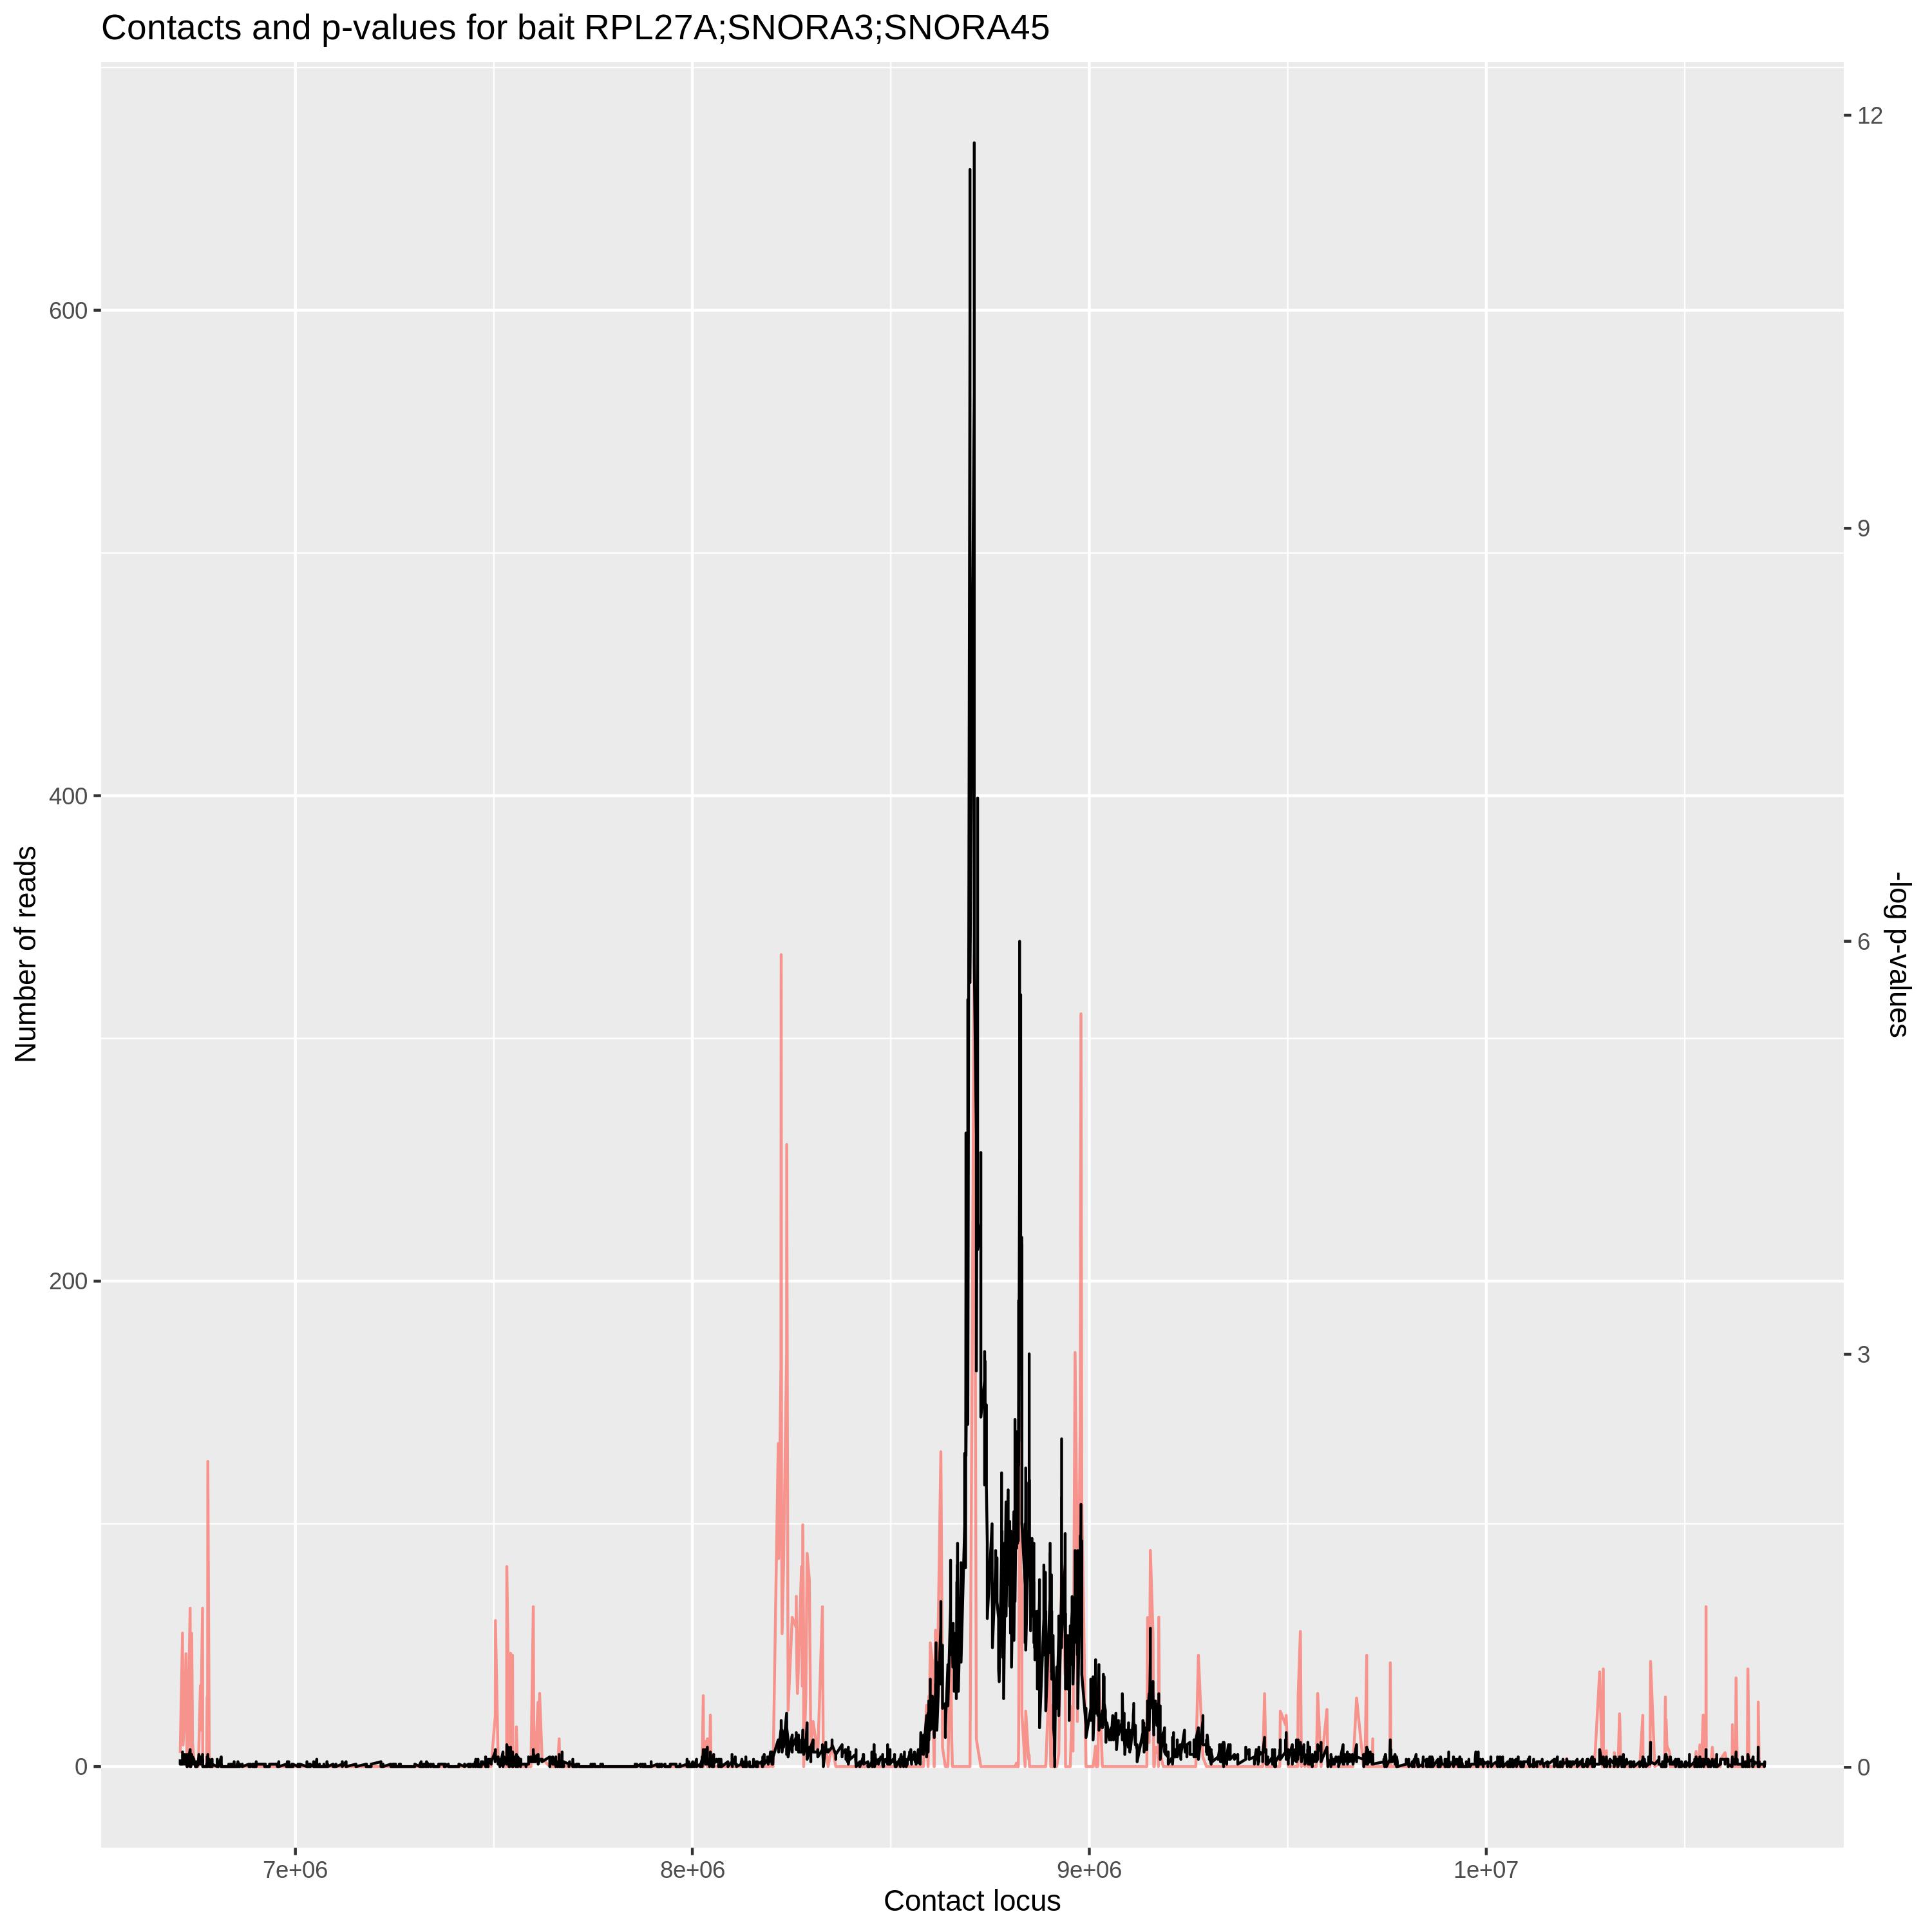 Contacts and p-values for bait RPL27A;SNORA3;SNORA45
Number of reads
600
400
200
0
12
9
6
3
0
-log p-values
7e+06
8e+06
9e+06
1e+07
Contact locus